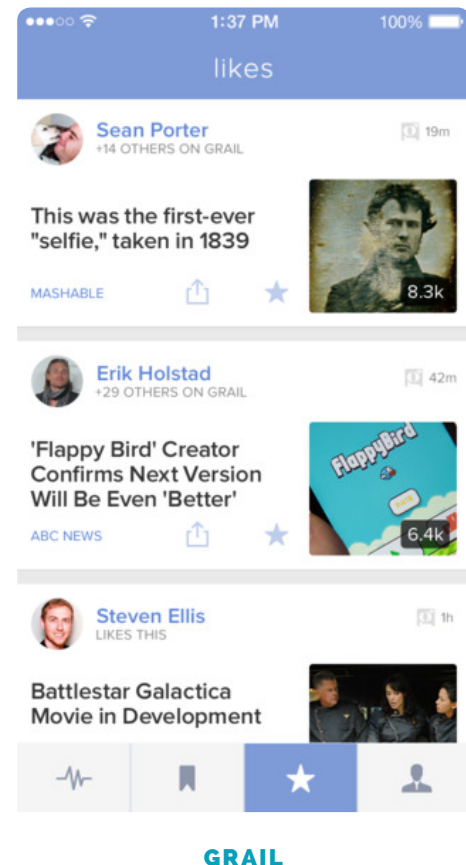 1:37 PM
100%
likes
Sean Porter
+14 OTHERS ON GRAIL
19m
This was the first-ever
"selfie," taken in 1839
MASHABLE
8.3k
Erik Holstad
+29 OTHERS ON GRAIL
42m
'Flappy Bird' Creator
Confirms Next Version
Will Be Even 'Better'
ABC NEWS
FlappyBird
6.4k
Steven Ellis
LIKES THIS
1h
Battlestar Galactica
Movie in Development
GRAIL